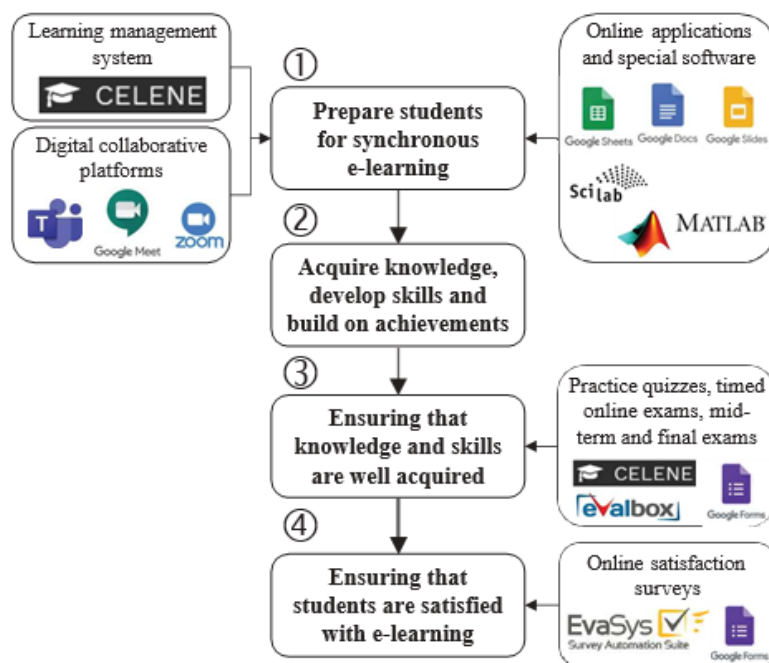 Learning management
system
CELENE
Digital collaborative
platforms
T
Google Meet
zoom
①
Prepare students
for synchronous
e-learning
Online applications
and special software
Google Sheets
Google Docs
Google Slides
Scilab
MATLAB
②
Acquire knowledge,
develop skills and
build on achievements
③
Ensuring that
knowledge and skills
are well acquired
Practice quizzes, timed
online exams, mid-
term and final exams
CELENE
evalbox
Google Forms
④
Ensuring that
students are satisfied
with e-learning
Online satisfaction
surveys
EvaSys
Survey Automation Suite
Google Forms